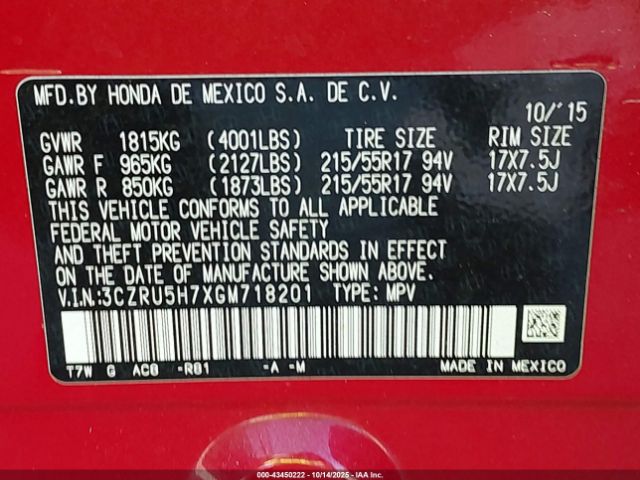 MFD.BY HONDA DE MEXICO S.A. DE C.V.
10/'15
GVWR 1815KG (4001LBS) TIRE SIZE RIM SIZE
GAWR F 965KG (2127LBS) 215/55R17 94V 17X7.5J
GAWR R 850KG (1873LBS) 215/55R17 94V 17X7.5J
THIS VEHICLE CONFORMS TO ALL APPLICABLE
FEDERAL MOTOR VEHICLE SAFETY
AND THEFT PREVENTION STANDARDS IN EFFECT
ON THE DATE OF MANUFACTURE SHOWN ABOVE.
V.I.N.:3CZRU5H7XGM718201 TYPE: MPV
T7W G AC0 -R81 -A -M MADE IN MEXICO
© COPART - 43450222 - 10/14/2025 - IAA Inc.